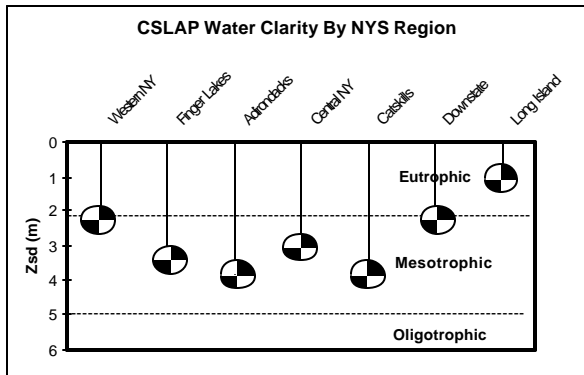 CSLAP Water Clarity By NYS Region
Western NY
Finger Lakes
Adirondacks
Central NY
Catskills
Downstate
Long Island
0
1
2
3
4
5
6
Zsd (m)
Eutrophic
Mesotrophic
Oligotrophic